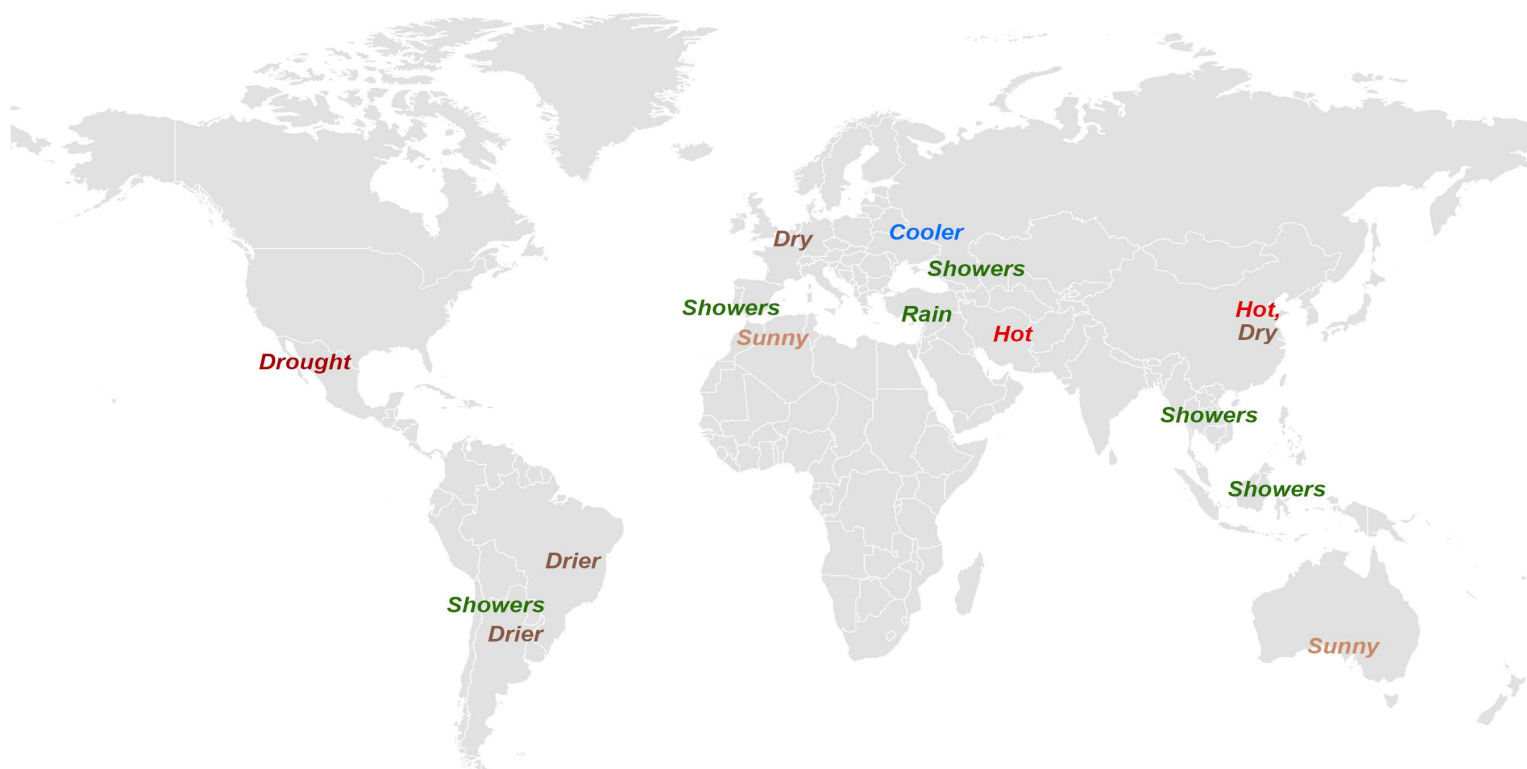 Cooler
Dry
Showers
Showers
Rain
Hot
Hot,
Dry
Sunny
Drought
Showers
Showers
Drier
Showers
Drier
Sunny